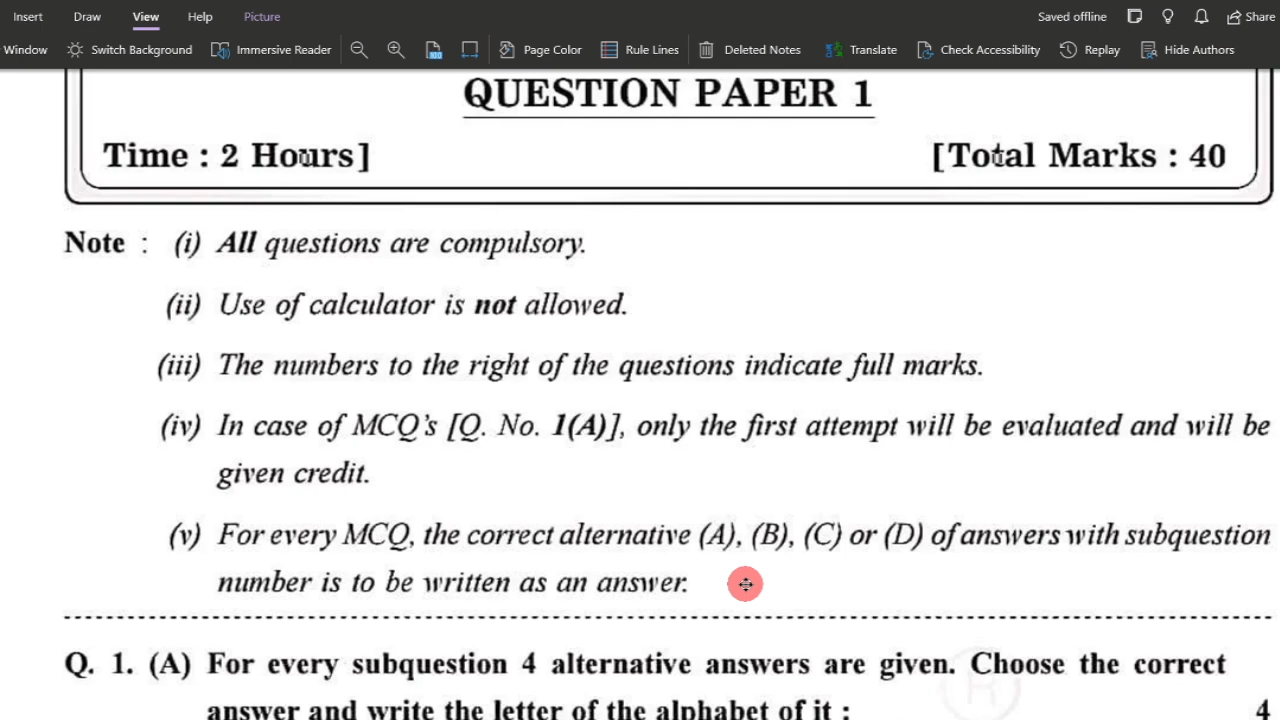 Insert Draw View Help Picture Saved offline Share
Window Switch Background Immersive Reader 100 Page Color Rule Lines Deleted Notes Translate Check Accessibility Replay Hide Authors
QUESTION PAPER 1
Time : 2 Hours] [Total Marks : 40
Note : (i) All questions are compulsory.
(ii) Use of calculator is not allowed.
(iii) The numbers to the right of the questions indicate full marks.
(iv) In case of MCQ's [Q. No. 1(A)], only the first attempt will be evaluated and will be
given credit.
(v) For every MCQ, the correct alternative (A), (B), (C) or (D) of answers with subquestion
number is to be written as an answer.
Q. 1. (A) For every subquestion 4 alternative answers are given. Choose the correct
answer and write the letter of the alphabet of it : 4